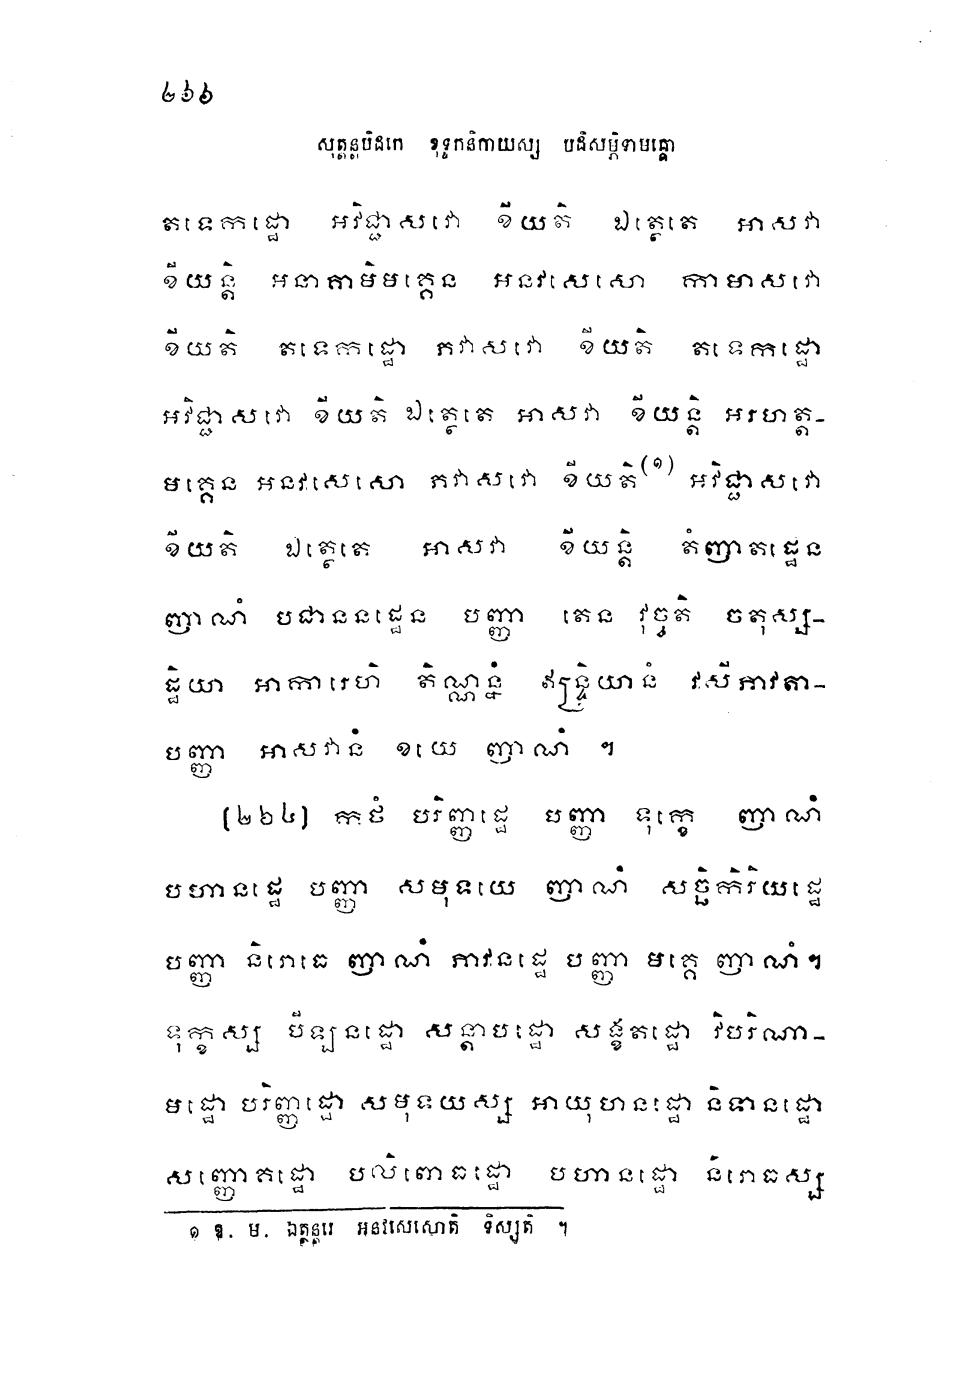 ២៦៦
សុត្តន្តបិដកេ ខុទ្ទកនិកាយស្ស បដិសម្ភិទាមគ្គោ
តទេកដ្ឋោ អវិជ្ជាសវោ ខីយតិ ឯត្ថេតេ អាសវា
ខីយន្តិ អនាគាមិមគ្គេន អនវសេសោ កាមាសវោ
ខីយតិ តទេកដ្ឋោ ភវាសវោ ខីយតិ តទេកដ្ឋោ
អវិជ្ជាសវោ ខីយតិ ឯត្ថេតេ អាសវា ខីយន្តិ អរហត្ត-
មគ្គេន អនវសេសោ ភវាសវោ ខីយតិ(១) អវិជ្ជាសវោ
ខីយតិ ឯត្ថេតេ អាសវា ខីយន្តិ តំញាតដ្ឋេន
ញាណំ បជាននដ្ឋេន បញ្ញា តេន វុច្ចតិ ចតុស្ស-
ដ្ឋិយា អាការេហិ តិណ្ណន្នំ ឥន្ទ្រិយានំ វសីភាវតា-
បញ្ញា អាសវានំ ខយេ ញាណំ ។
(២៦៤) កថំ បរិញ្ញដ្ឋេ បញ្ញា ទុក្ខេ ញាណំ
បហានដ្ឋេ បញ្ញា សមុទយេ ញាណំ សច្ឆិកិរិយដ្ឋេ
បញ្ញា និរោធេ ញាណំ ភាវនដ្ឋេ បញ្ញា មគ្គេ ញាណំ។
ទុក្ខស្ស បីឡនដ្ឋោ សន្តាបដ្ឋោ សង្ខតដ្ឋោ វិបរិណា-
មដ្ឋោ បរិញ្ញដ្ឋោ សមុទយស្ស អាយុហនដ្ឋោ និទានដ្ឋោ
សញ្ញោគដ្ឋោ បលិពោធដ្ឋោ បហានដ្ឋោ និរោធស្ស
១ ឱ. ម. ឯត្ថន្តរេ អនវសេសោតិ ទិស្សតិ ។